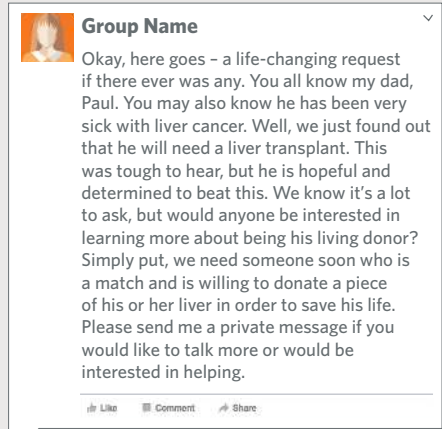 Group Name
Okay, here goes – a life-changing request
if there ever was any. You all know my dad,
Paul. You may also know he has been very
sick with liver cancer. Well, we just found out
that he will need a liver transplant. This
was tough to hear, but he is hopeful and
determined to beat this. We know it's a lot
to ask, but would anyone be interested in
learning more about being his living donor?
Simply put, we need someone soon who is
a match and is willing to donate a piece
of his or her liver in order to save his life.
Please send me a private message if you
would like to talk more or would be
interested in helping.
Like Comment Share